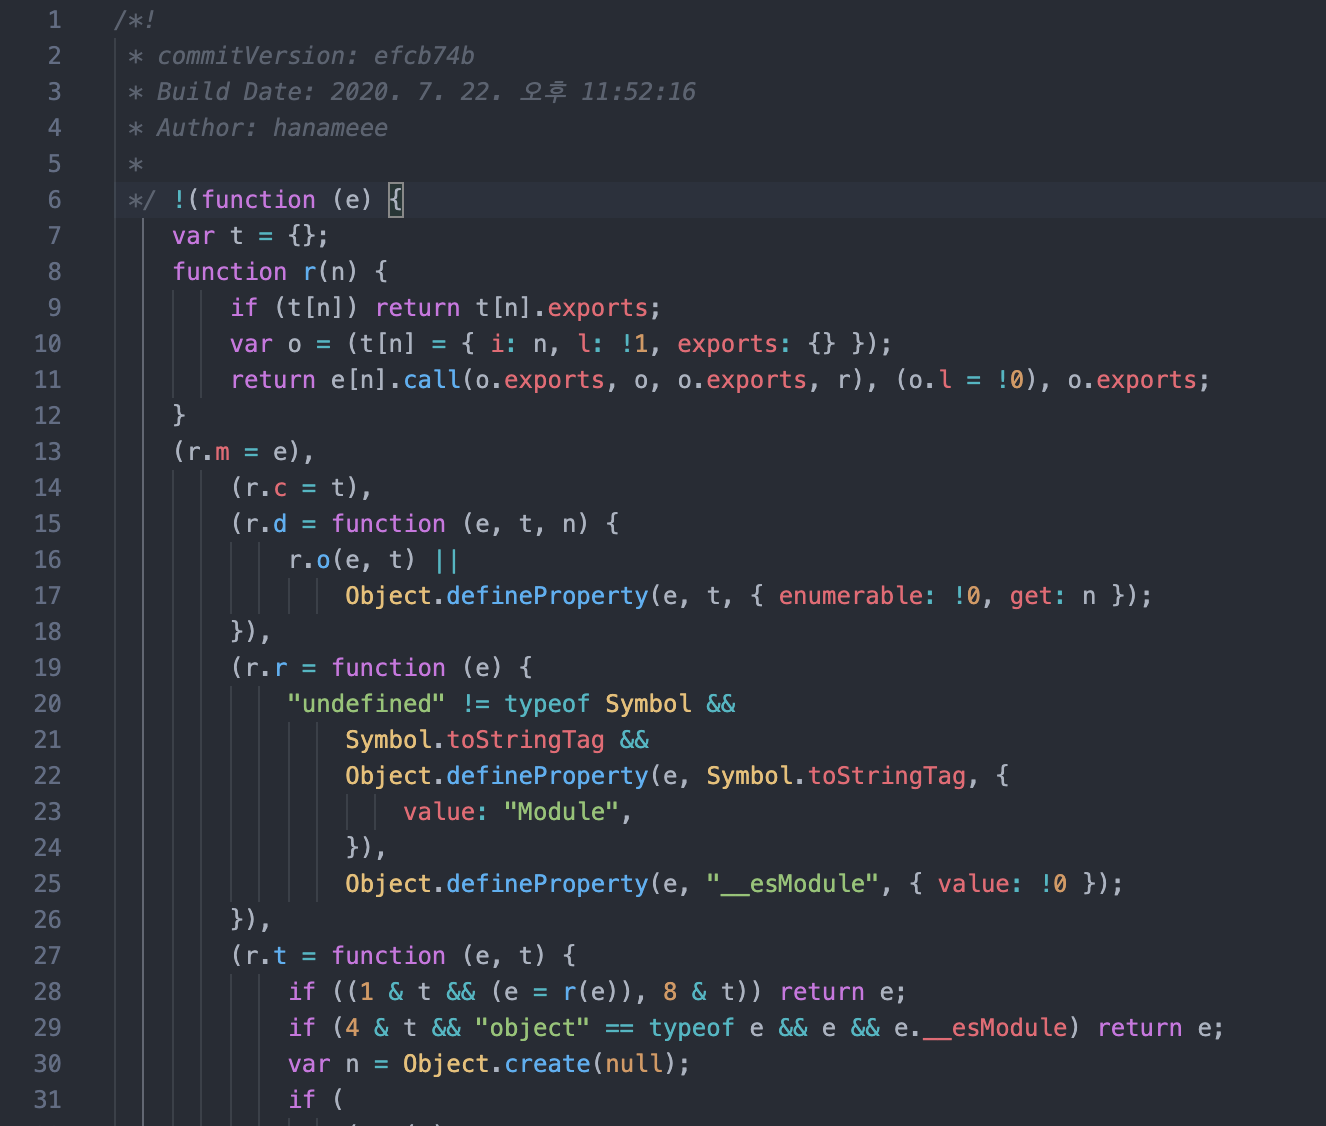 1 /*!
2 * commitVersion: efcb74b
3 * Build Date: 2020. 7. 22. 오후 11:52:16
4 * Author: hanameee
5 *
6 */ !(function (e) {
7 var t = {};
8 function r(n) {
9 if (t[n]) return t[n].exports;
10 var o = (t[n] = { i: n, l: !1, exports: {} });
11 return e[n].call(o.exports, o, o.exports, r), (o.l = !0), o.exports;
12 }
13 (r.m = e),
14 (r.c = t),
15 (r.d = function (e, t, n) {
16 r.o(e, t) ||
17 Object.defineProperty(e, t, { enumerable: !0, get: n });
18 }),
19 (r.r = function (e) {
20 "undefined" != typeof Symbol &&
21 Symbol.toStringTag &&
22 Object.defineProperty(e, Symbol.toStringTag, {
23 value: "Module",
24 }),
25 Object.defineProperty(e, "__esModule", { value: !0 });
26 }),
27 (r.t = function (e, t) {
28 if ((1 & t && (e = r(e)), 8 & t)) return e;
29 if (4 & t && "object" == typeof e && e && e.__esModule) return e;
30 var n = Object.create(null);
31 if (